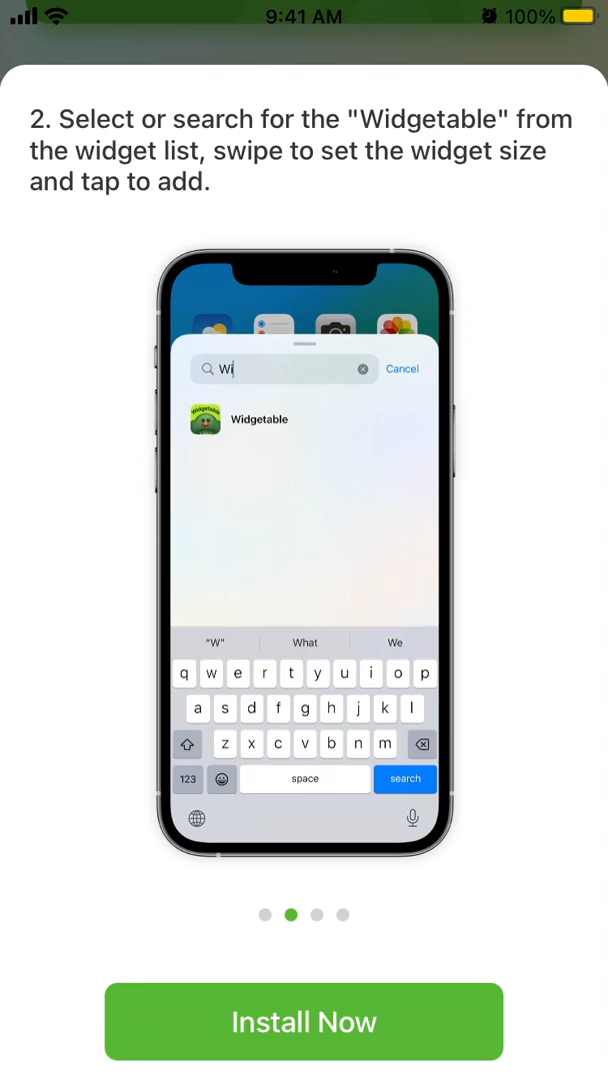 9:41 AM
100%
2. Select or search for the "Widgetable" from
the widget list, swipe to set the widget size
and tap to add.
Wi
Cancel
Widgetable
Widgetable
"W"
What
We
q w e r t y u i o p
a s d f g h j k l
z x c v b n m
123
space
search
Install Now